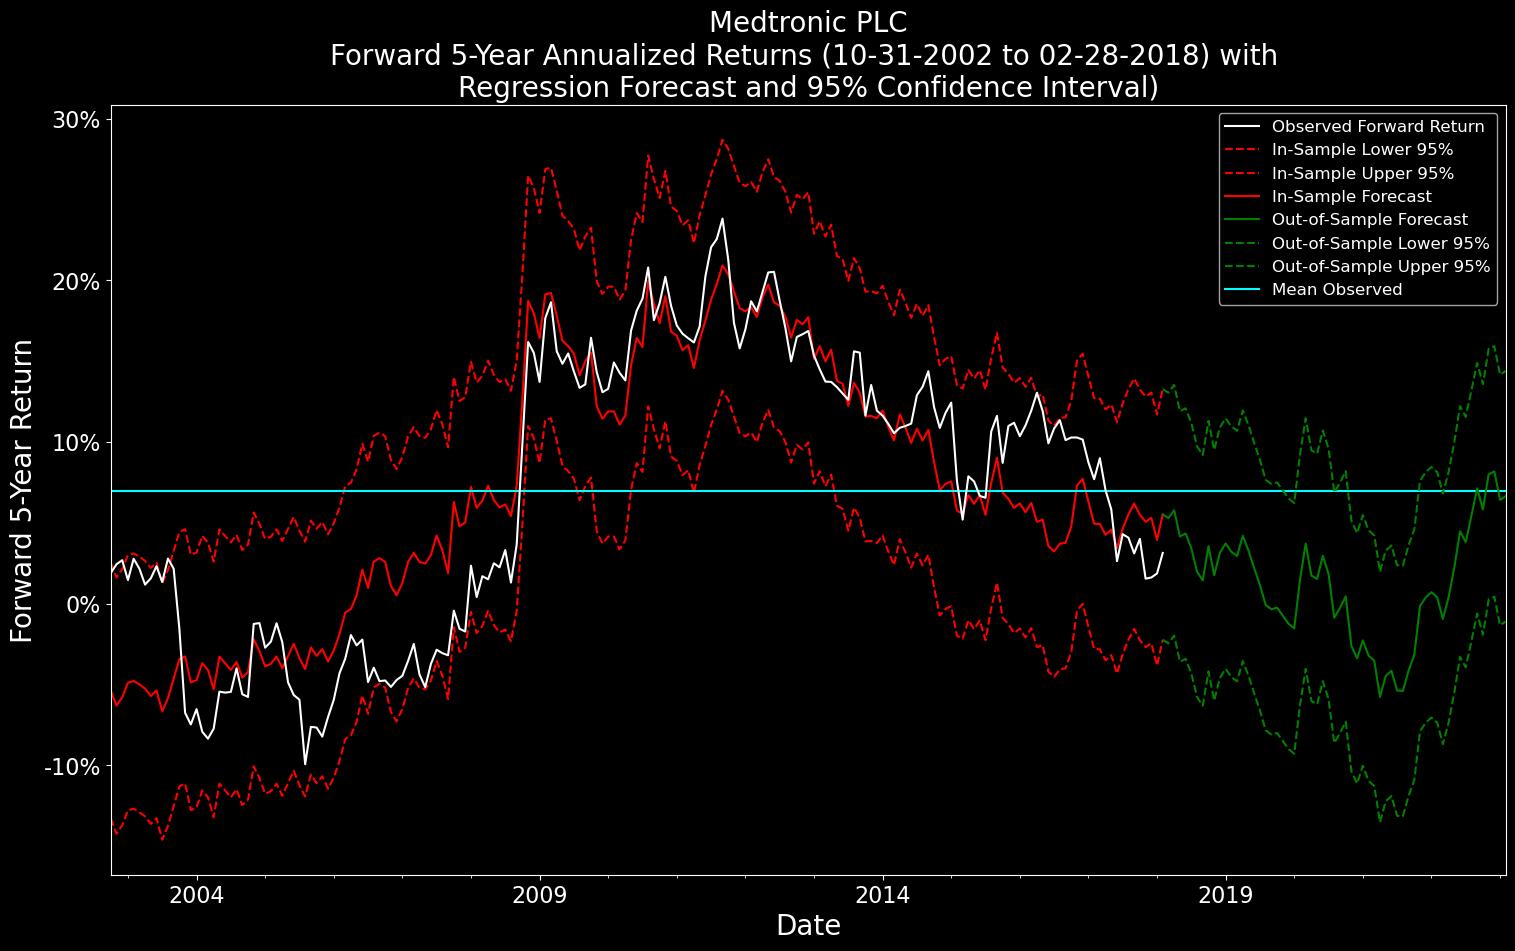 Medtronic PLC
Forward 5-Year Annualized Returns (10-31-2002 to 02-28-2018) with
Regression Forecast and 95% Confidence Interval)
30%
20%
10%
0%
-10%
Forward 5-Year Return
Observed Forward Return
In-Sample Lower 95%
In-Sample Upper 95%
In-Sample Forecast
Out-of-Sample Forecast
Out-of-Sample Lower 95%
Out-of-Sample Upper 95%
Mean Observed
2004 2009 2014 2019
Date